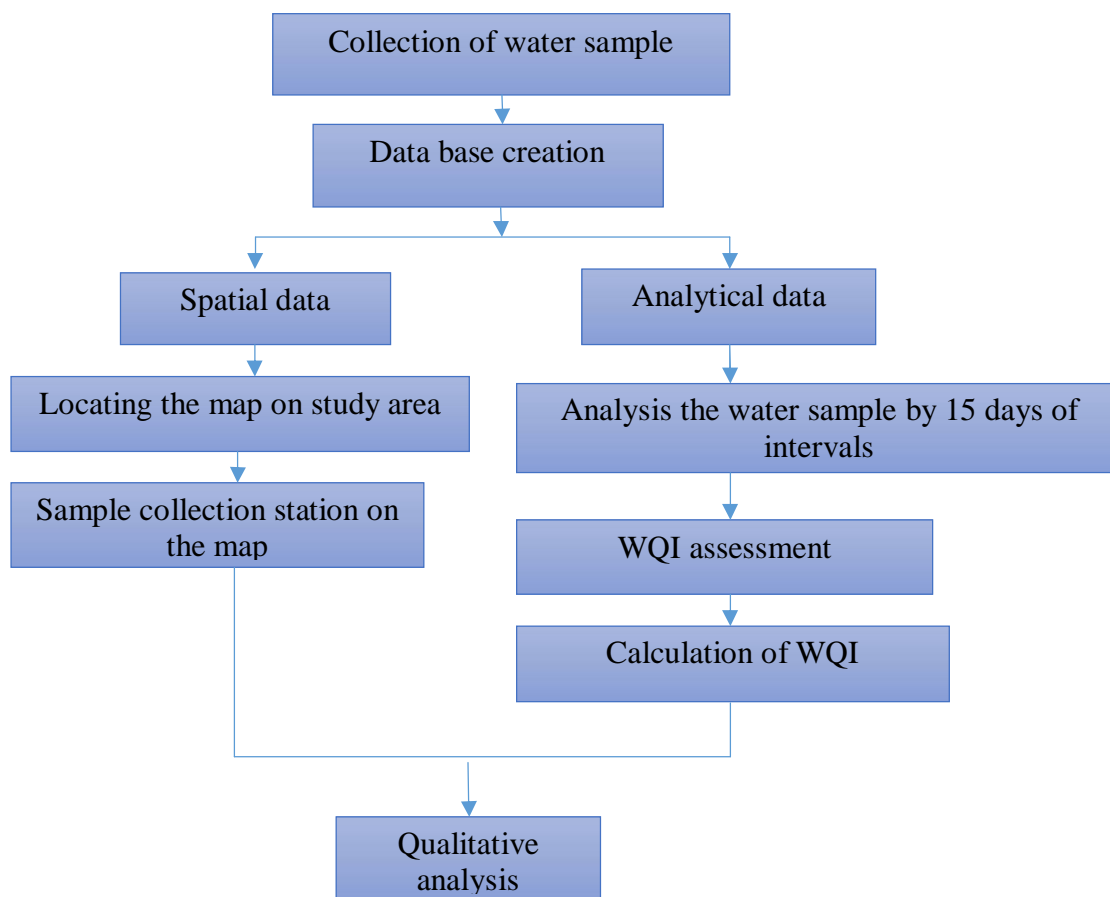 Collection of water sample
Data base creation
Spatial data
Analytical data
Locating the map on study area
Analysis the water sample by 15 days of
intervals
Sample collection station on
the map
WQI assessment
Calculation of WQI
Qualitative
analysis